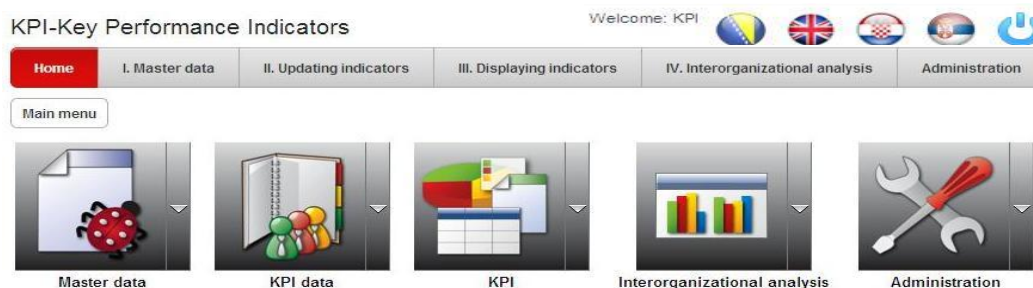 KPI-Key Performance Indicators
Welcome: KPI
Home I. Master data II. Updating indicators III. Displaying indicators IV. Interorganizational analysis Administration
Main menu
Master data KPI data KPI Interorganizational analysis Administration